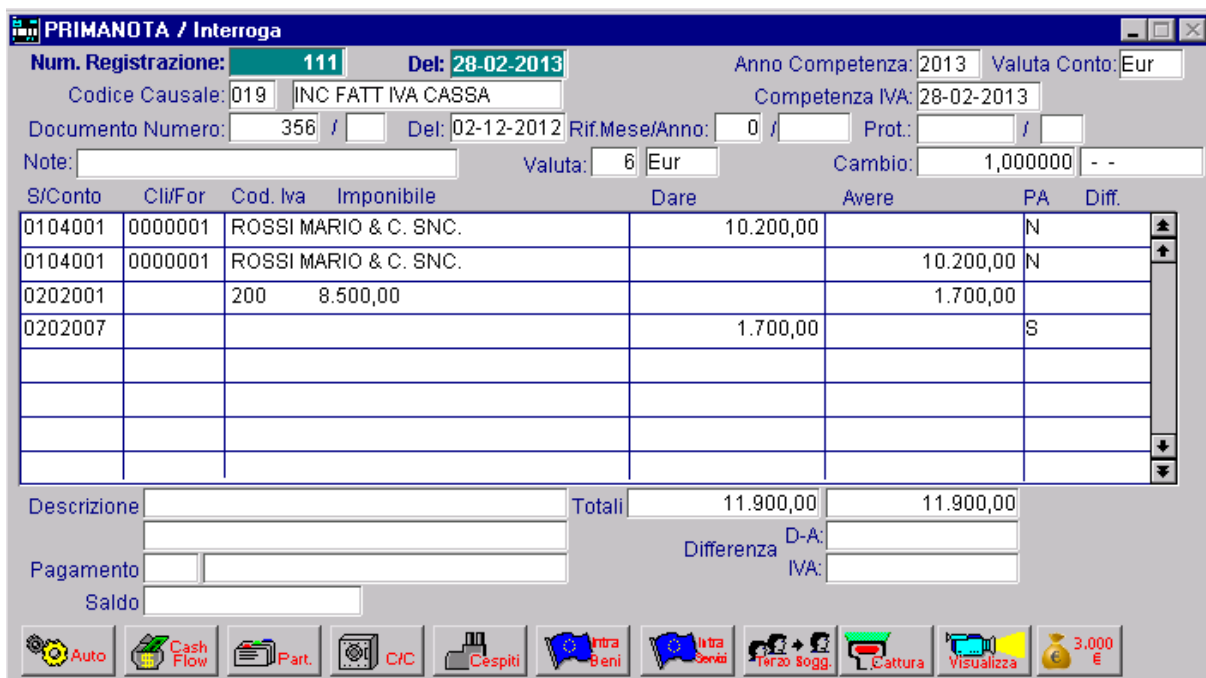 PRIMANOTA / Interroga
Num. Registrazione: 111 Del: 28-02-2013 Anno Competenza: 2013 Valuta Conto: Eur
Codice Causale: 019 INC FATT IVA CASSA Competenza IVA: 28-02-2013
Documento Numero: 356 / Del: 02-12-2012 Rif.Mese/Anno: 0 / Prot.: /
Note: Valuta: 6 Eur Cambio: 1,000000 - -
S/Conto Cli/For Cod. Iva Imponibile Dare Avere PA Diff.
0104001 0000001 ROSSI MARIO & C. SNC. 10.200,00 N
0104001 0000001 ROSSI MARIO & C. SNC. 10.200,00 N
0202001 200 8.500,00 1.700,00
0202007 1.700,00 S
Descrizione Totali 11.900,00 11.900,00
Differenza D-A:
Pagamento IVA:
Saldo
Auto Cash Flow Part. C/C Cespiti Intra Beni Intra Servizi Terzo Sogg. Cattura Visualizza 3.000 €